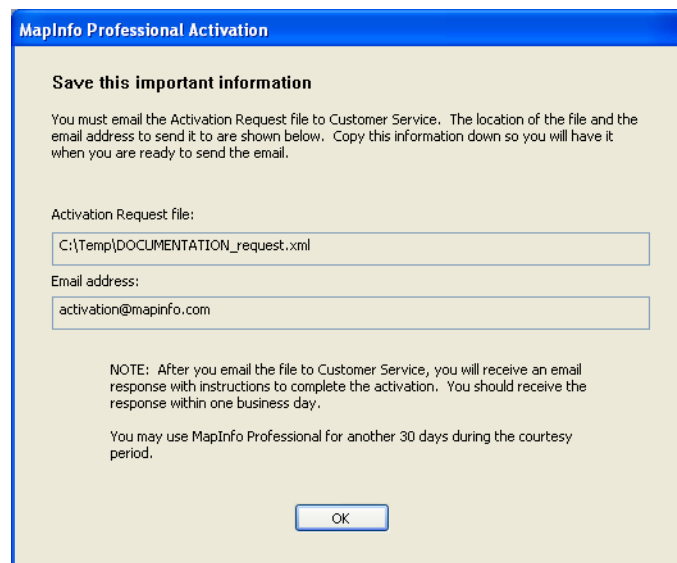 MapInfo Professional Activation
Save this important information
You must email the Activation Request file to Customer Service.  The location of the file and the
email address to send it to are shown below.  Copy this information down so you will have it
when you are ready to send the email.
Activation Request file:
C:\Temp\DOCUMENTATION_request.xml
Email address:
activation@mapinfo.com
NOTE:  After you email the file to Customer Service, you will receive an email
response with instructions to complete the activation.  You should receive the
response within one business day.
You may use MapInfo Professional for another 30 days during the courtesy
period.
OK